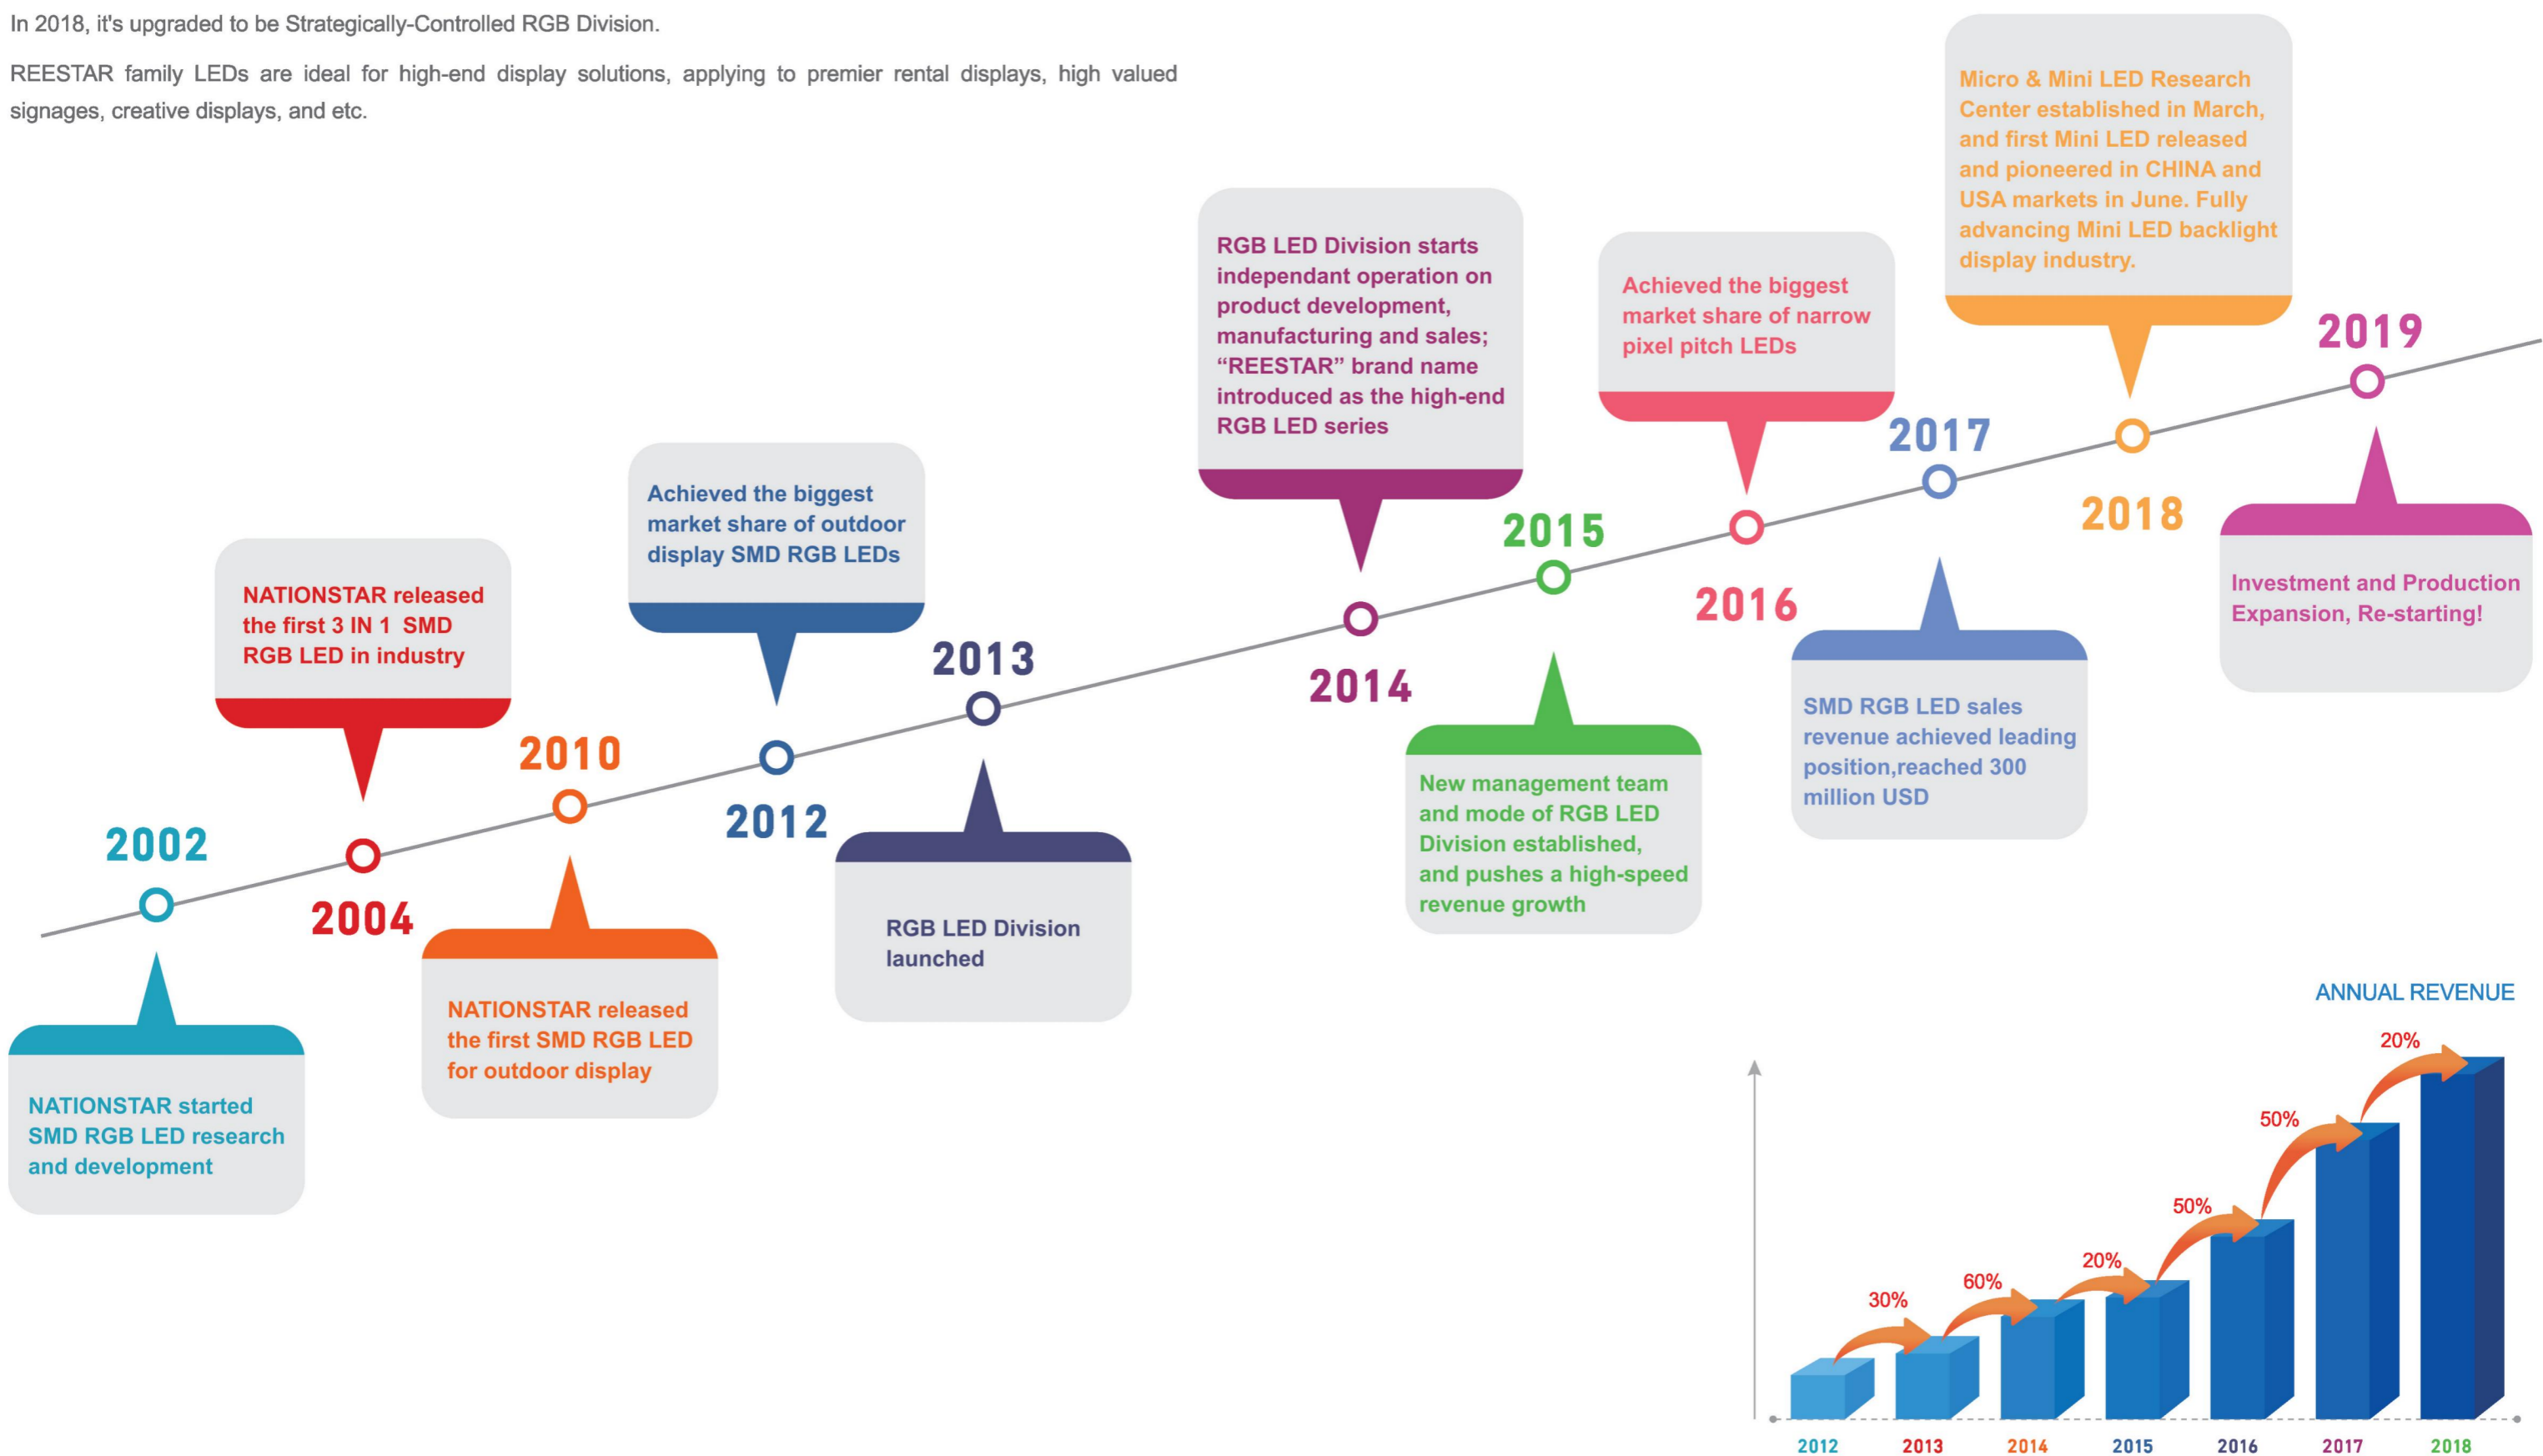 In 2018, it's upgraded to be Strategically-Controlled RGB Division.
REESTAR family LEDs are ideal for high-end display solutions, applying to premier rental displays, high valued
signages, creative displays, and etc.
2002
NATIONSTAR started
SMD RGB LED research
and development
NATIONSTAR released
the first 3 IN 1 SMD
RGB LED in industry
2004
2010
NATIONSTAR released
the first SMD RGB LED
for outdoor display
Achieved the biggest
market share of outdoor
display SMD RGB LEDs
2012
2013
RGB LED Division
launched
RGB LED Division starts
independant operation on
product development,
manufacturing and sales;
“REESTAR” brand name
introduced as the high-end
RGB LED series
2014
2015
New management team
and mode of RGB LED
Division established,
and pushes a high-speed
revenue growth
Achieved the biggest
market share of narrow
pixel pitch LEDs
2016
2017
SMD RGB LED sales
revenue achieved leading
position,reached 300
million USD
Micro & Mini LED Research
Center established in March,
and first Mini LED released
and pioneered in CHINA and
USA markets in June. Fully
advancing Mini LED backlight
display industry.
2018
2019
Investment and Production
Expansion, Re-starting!
ANNUAL REVENUE
30%
60%
20%
50%
50%
20%
2012 2013 2014 2015 2016 2017 2018